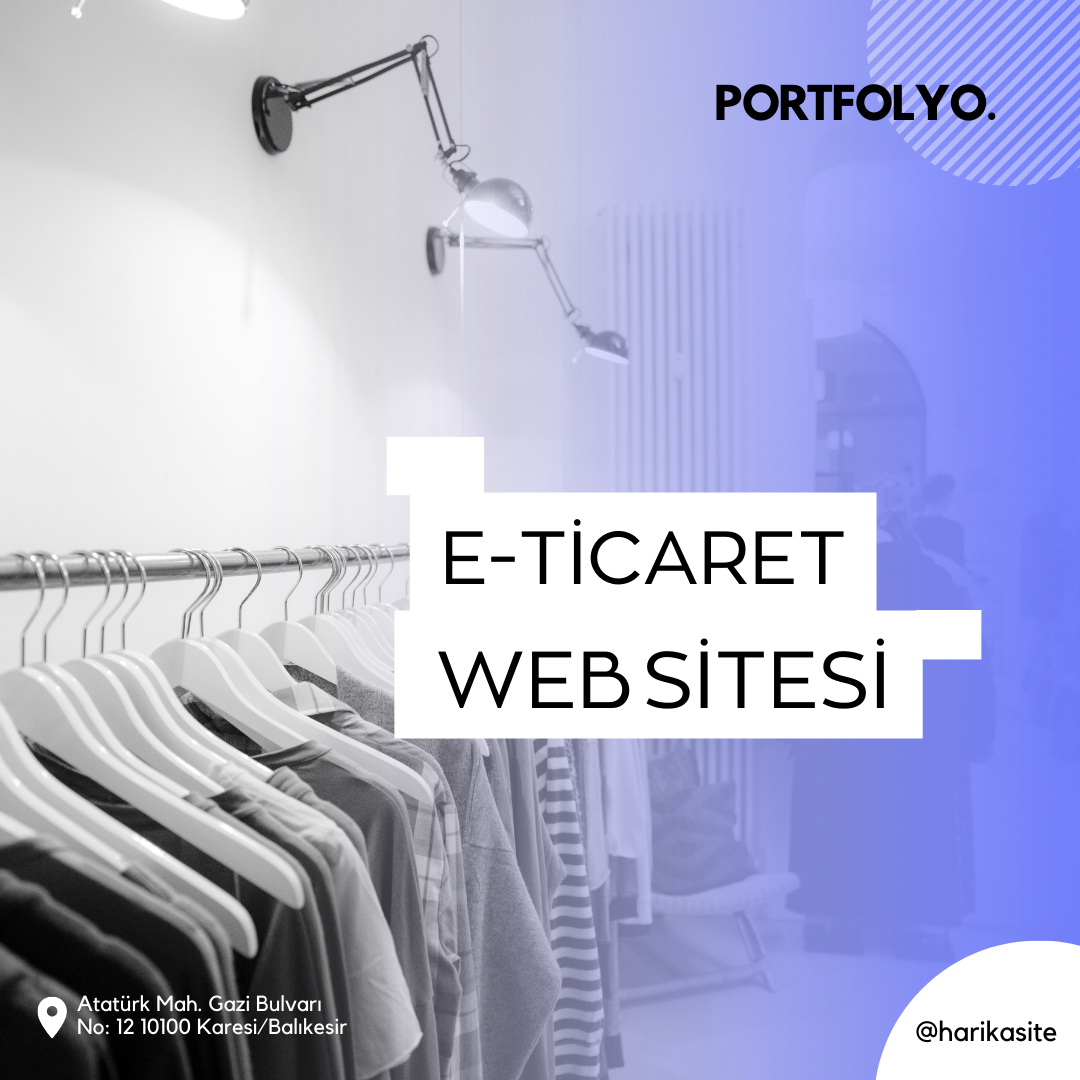 PORTFOLYO.
E-TİCARET
WEB SİTESİ
Atatürk Mah. Gazi Bulvarı
No: 12 10100 Karesi/Balıkesir
@harikasite